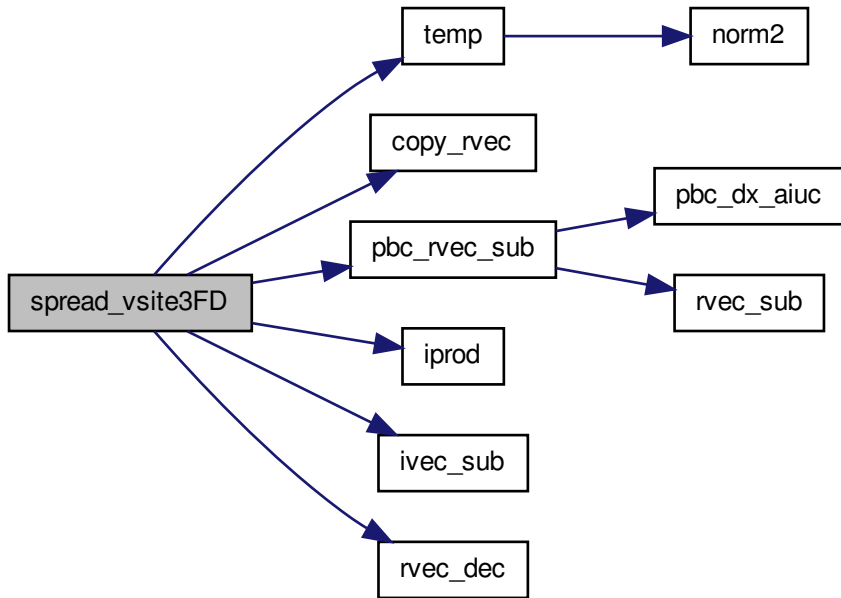 temp
norm2
copy_rvec
pbc_dx_aiuc
pbc_rvec_sub
spread_vsite3FD
rvec_sub
iprod
ivec_sub
rvec_dec